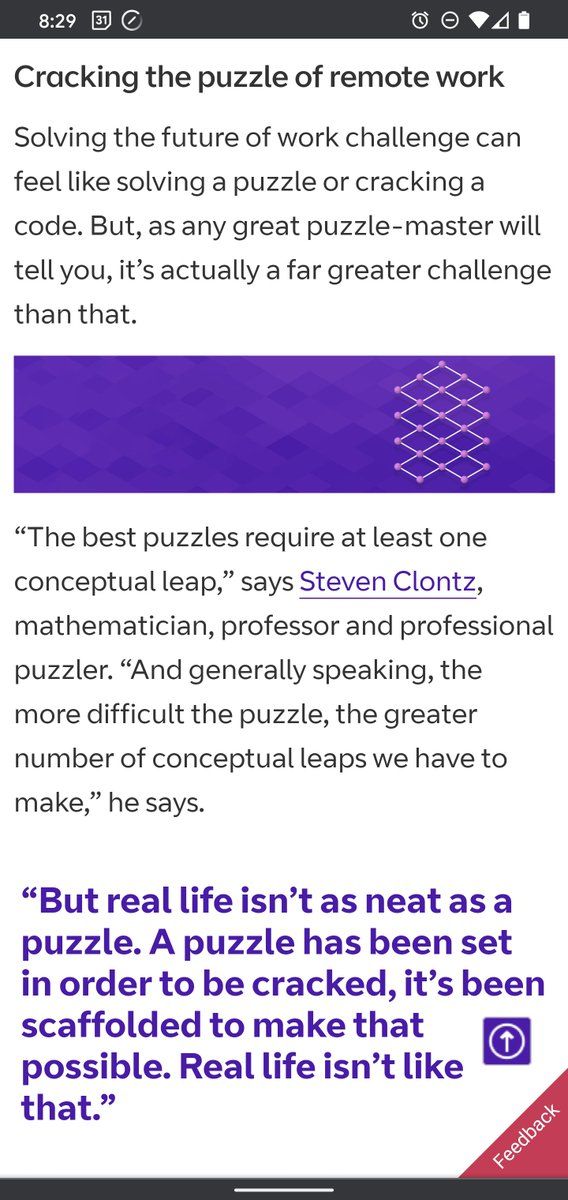 8:29
31
Cracking the puzzle of remote work
Solving the future of work challenge can
feel like solving a puzzle or cracking a
code. But, as any great puzzle-master will
tell you, it’s actually a far greater challenge
than that.
“The best puzzles require at least one
conceptual leap,” says Steven Clontz,
mathematician, professor and professional
puzzler. “And generally speaking, the
more difficult the puzzle, the greater
number of conceptual leaps we have to
make,” he says.
“But real life isn’t as neat as a
puzzle. A puzzle has been set
in order to be cracked, it’s been
scaffolded to make that
possible. Real life isn’t like
that.”
Feedback